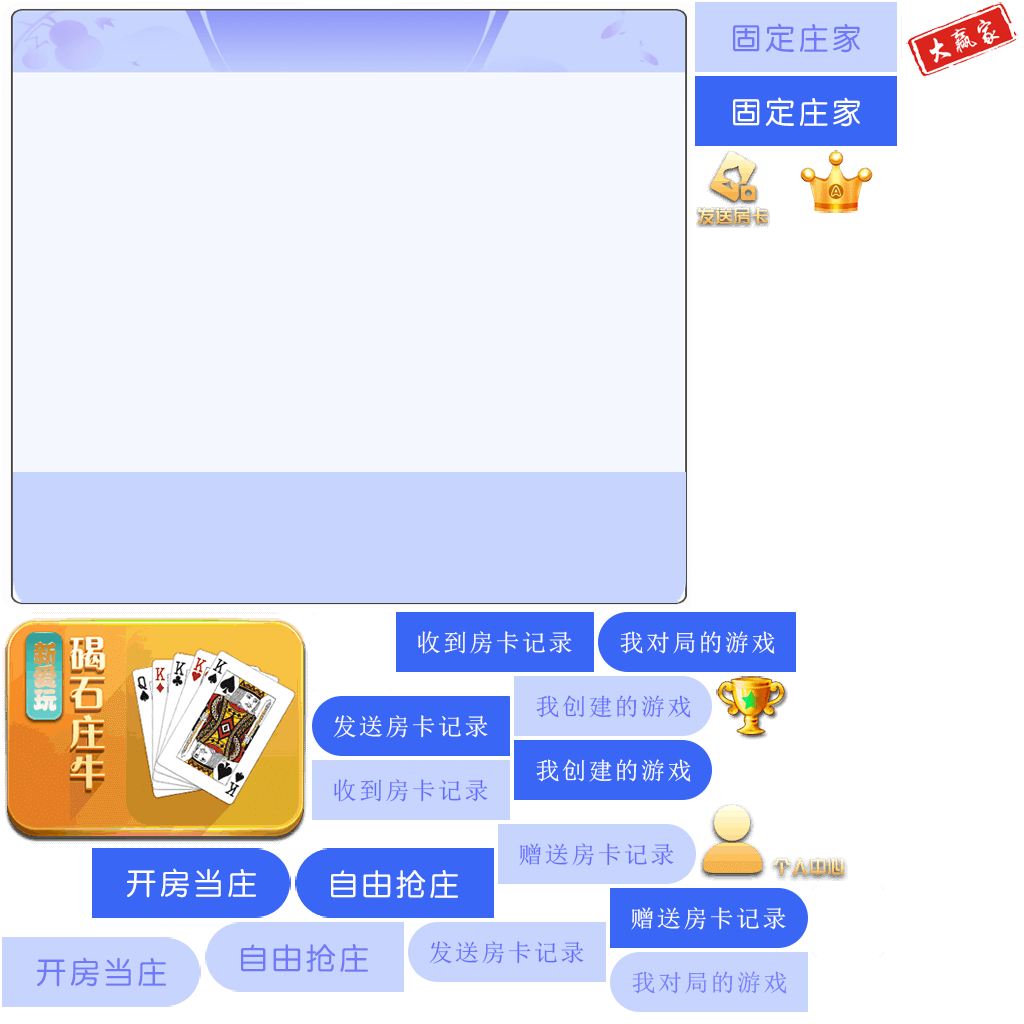 固定庄家
大赢家
固定庄家
发送房卡
A
收到房卡记录
我对局的游戏
新爱玩
碣石庄牛
Q
K
K
K
K
K
我创建的游戏
发送房卡记录
我创建的游戏
收到房卡记录
赠送房卡记录
个人中心
开房当庄
自由抢庄
赠送房卡记录
自由抢庄
发送房卡记录
开房当庄
我对局的游戏